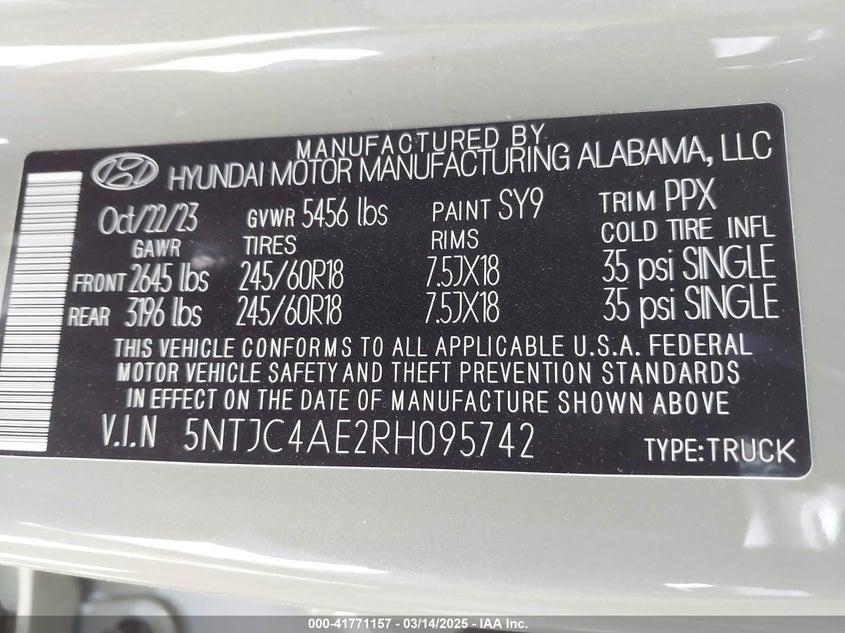 MANUFACTURED BY
HYUNDAI MOTOR MANUFACTURING ALABAMA, LLC
Oct/22/23 GVWR 5456 lbs PAINT SY9 TRIM PPX
GAWR TIRES RIMS COLD TIRE INFL
FRONT 2645 lbs 245/60R18 7.5JX18 35 psi SINGLE
REAR 3196 lbs 245/60R18 7.5JX18 35 psi SINGLE
THIS VEHICLE CONFORMS TO ALL APPLICABLE U.S.A. FEDERAL
MOTOR VEHICLE SAFETY AND THEFT PREVENTION STANDARDS
IN EFFECT ON THE DATE OF MANUFACTURE SHOWN ABOVE
V.I.N 5NTJC4AE2RH095742 TYPE:TRUCK
000-41771157 - 03/14/2025 - IAA Inc.